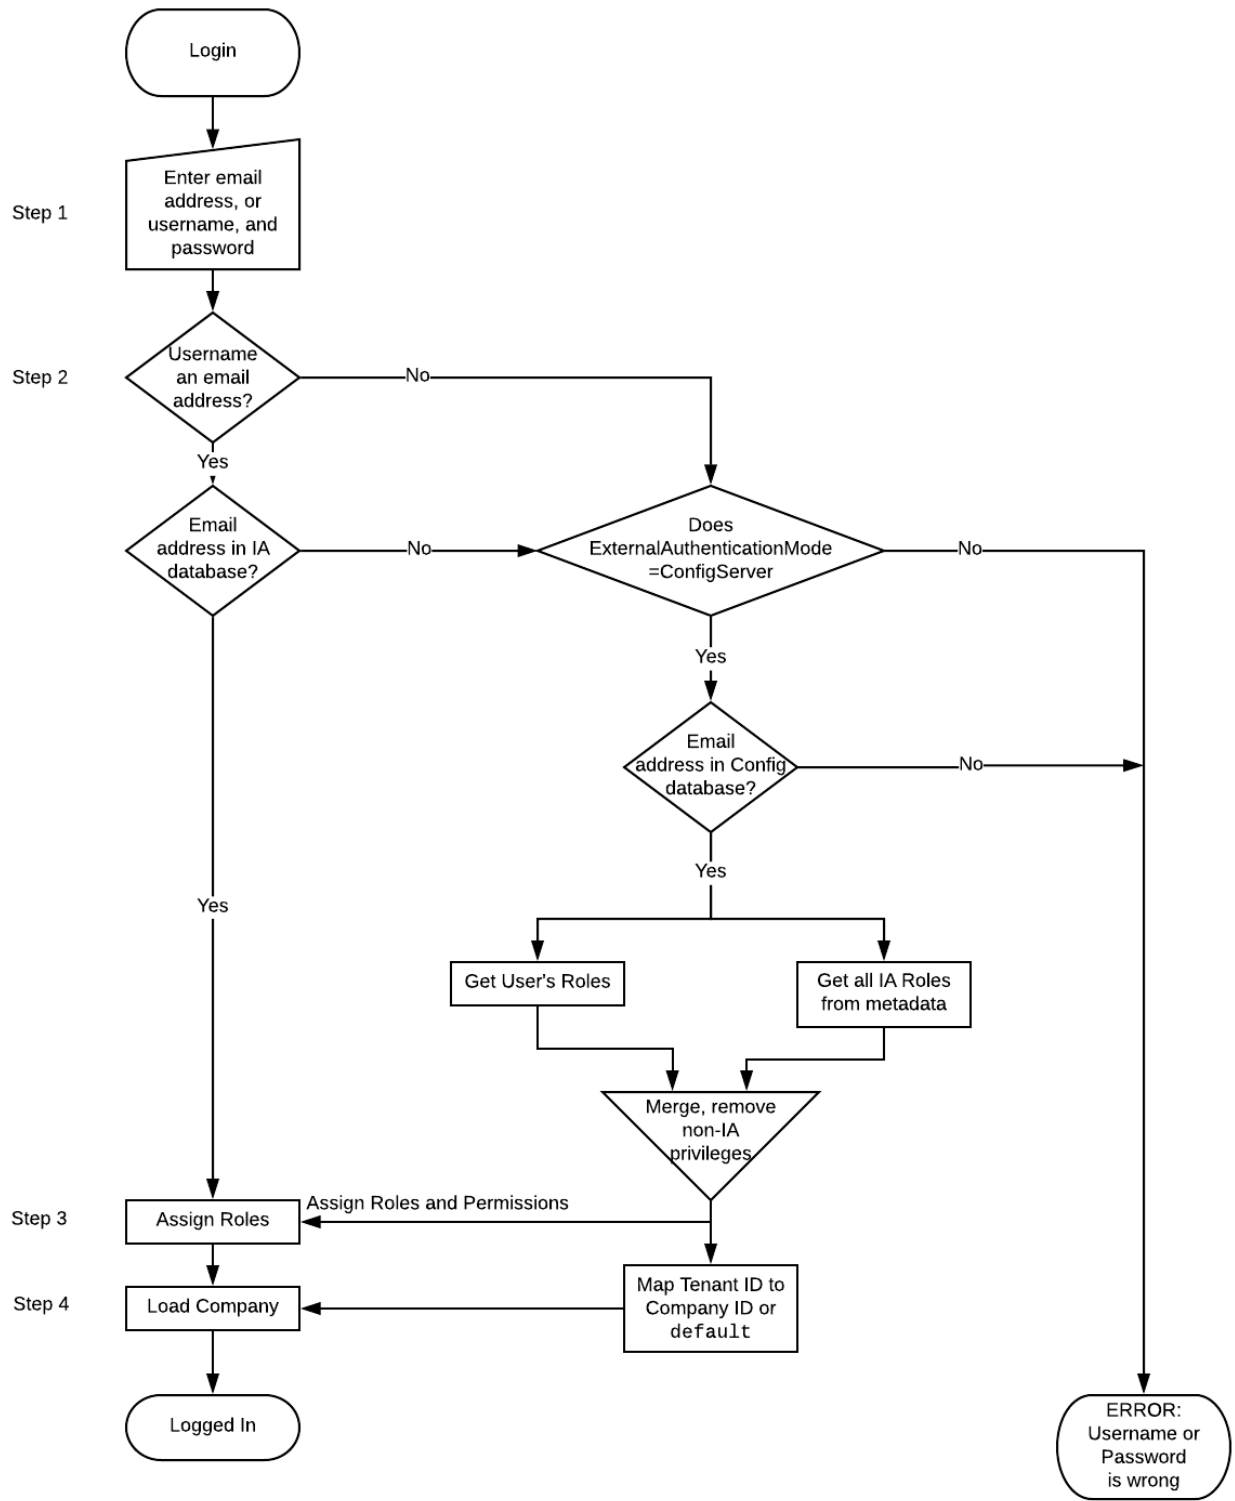 Login
Step 1
Enter email
address, or
username, and
password
Step 2
Username
an email
address?
No
Yes
Email
address in IA
database?
No
Does
ExternalAuthenticationMode
=ConfigServer
No
Yes
Email
address in Config
database?
No
Yes
Yes
Get User's Roles
Get all IA Roles
from metadata
Merge, remove
non-IA
privileges
Step 3
Assign Roles
Assign Roles and Permissions
Step 4
Load Company
Map Tenant ID to
Company ID or
default
Logged In
ERROR:
Username or
Password
is wrong